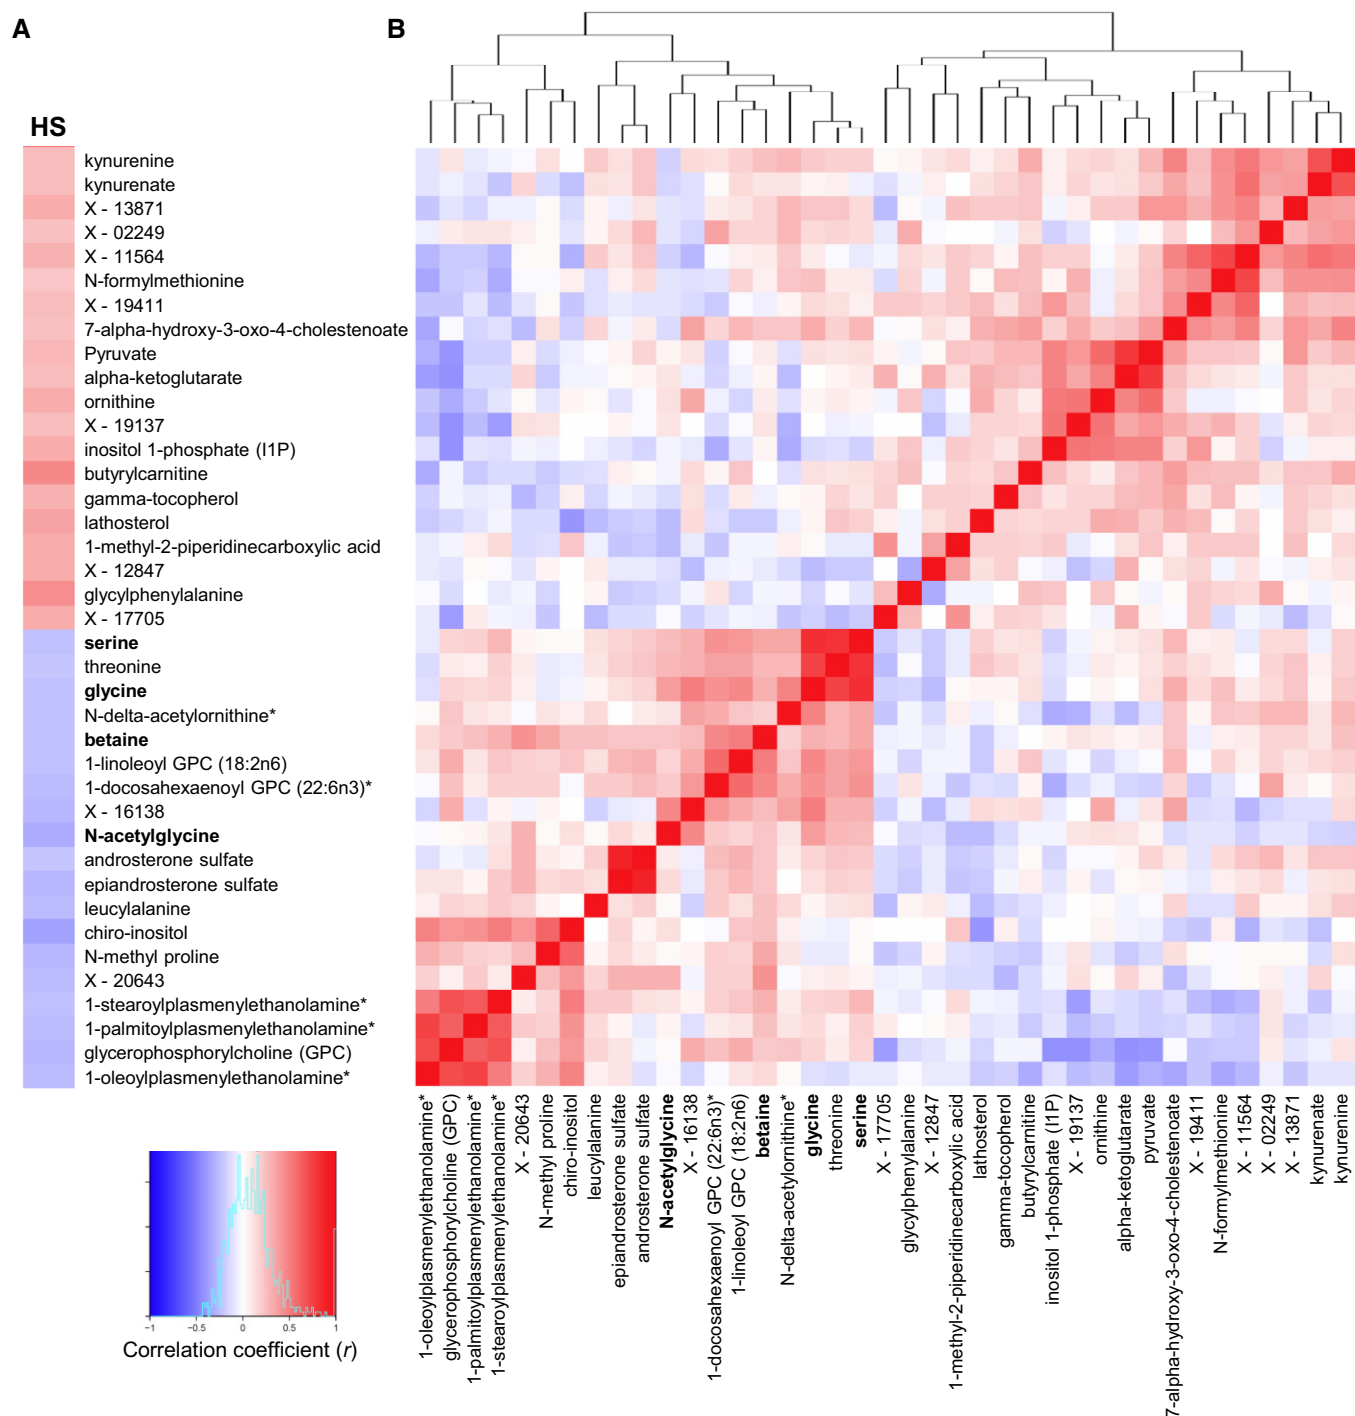 A
B
HS
kynurenine
kynurenate
X - 13871
X - 02249
X - 11564
N-formylmethionine
X - 19411
7-alpha-hydroxy-3-oxo-4-cholestenoate
Pyruvate
alpha-ketoglutarate
ornithine
X - 19137
inositol 1-phosphate (I1P)
butyrylcarnitine
gamma-tocopherol
lathosterol
1-methyl-2-piperidinecarboxylic acid
X - 12847
glycylphenylalanine
X - 17705
serine
threonine
glycine
N-delta-acetylornithine*
betaine
1-linoleoyl GPC (18:2n6)
1-docosahexaenoyl GPC (22:6n3)*
X - 16138
N-acetylglycine
androsterone sulfate
epiandrosterone sulfate
leucylalanine
chiro-inositol
N-methyl proline
X - 20643
1-stearoylplasmenylethanolamine*
1-palmitoylplasmenylethanolamine*
glycerophosphorylcholine (GPC)
1-oleoylplasmenylethanolamine*
1-oleoylplasmenylethanolamine*
glycerophosphorylcholine (GPC)
1-palmitoylplasmenylethanolamine*
1-stearoylplasmenylethanolamine*
X - 20643
N-methyl proline
chiro-inositol
leucylalanine
epiandrosterone sulfate
androsterone sulfate
N-acetylglycine
X - 16138
1-docosahexaenoyl GPC (22:6n3)*
1-linoleoyl GPC (18:2n6)
betaine
N-delta-acetylornithine*
glycine
threonine
serine
X - 17705
glycylphenylalanine
X - 12847
1-methyl-2-piperidinecarboxylic acid
lathosterol
gamma-tocopherol
butyrylcarnitine
inositol 1-phosphate (I1P)
X - 19137
ornithine
alpha-ketoglutarate
pyruvate
7-alpha-hydroxy-3-oxo-4-cholestenoate
X - 19411
N-formylmethionine
X - 11564
X - 02249
X - 13871
kynurenate
kynurenine
−1 −0.5 0 0.5 1
Correlation coefficient (r)